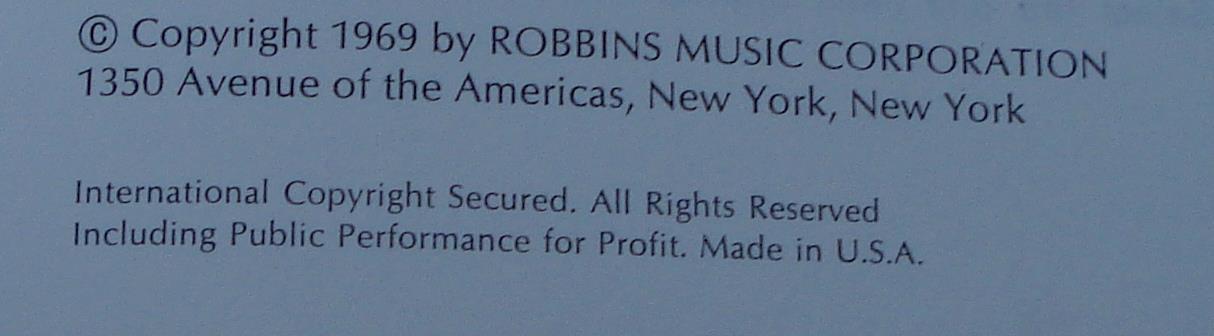 © Copyright 1969 by ROBBINS MUSIC CORPORATION
1350 Avenue of the Americas, New York, New York
International Copyright Secured. All Rights Reserved
Including Public Performance for Profit. Made in U.S.A.